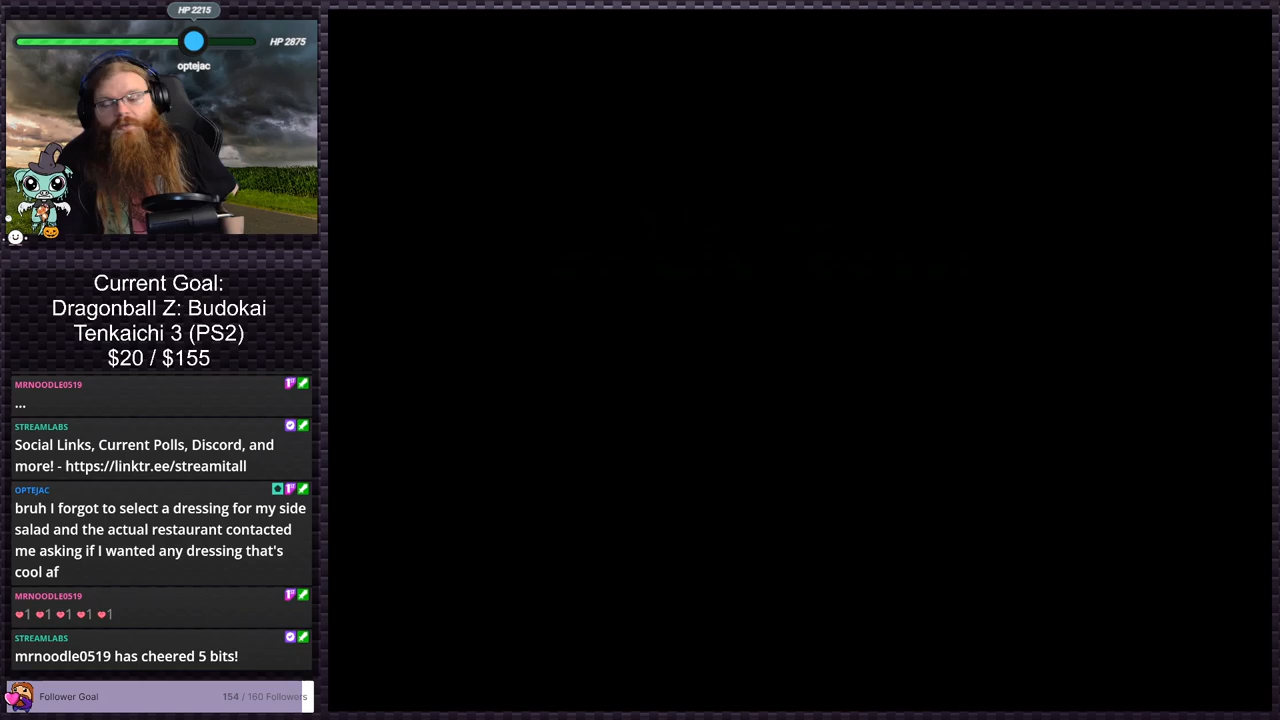 HP 2215
HP 2875
optejac
Current Goal:
Dragonball Z: Budokai
Tenkaichi 3 (PS2)
$20 / $155
MRNOODLE0519
...
STREAMLABS
Social Links, Current Polls, Discord, and
more! - https://linktr.ee/streamitall
OPTEJAC
bruh I forgot to select a dressing for my side
salad and the actual restaurant contacted
me asking if I wanted any dressing that's
cool af
MRNOODLE0519
1 1 1 1 1
STREAMLABS
mrnoodle0519 has cheered 5 bits!
Follower Goal 154 / 160 Followers